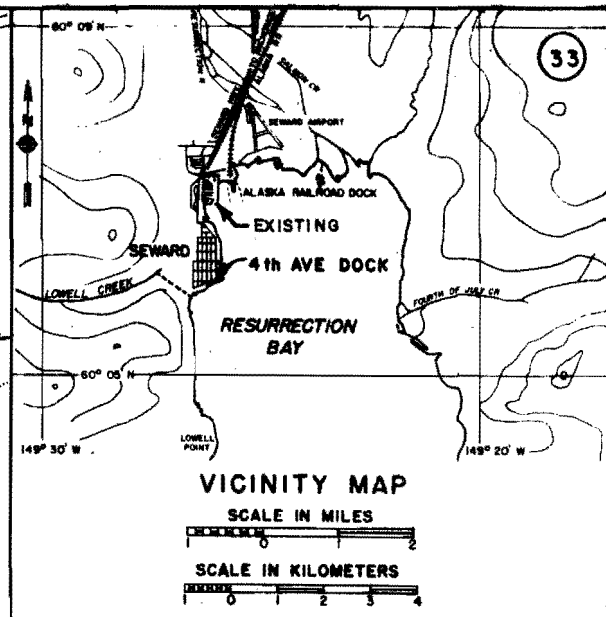 60° 09' N
33
SALMON CR
SEWARD AIRPORT
ALASKA RAILROAD DOCK
EXISTING
SEWARD
4th AVE DOCK
LOWELL CREEK
FOURTH OF JULY CR
RESURRECTION
BAY
60° 05' N
LOWELL
POINT
149° 30' W
149° 20' W
VICINITY MAP
SCALE IN MILES
1 0 1 2
SCALE IN KILOMETERS
1 0 1 2 3 4